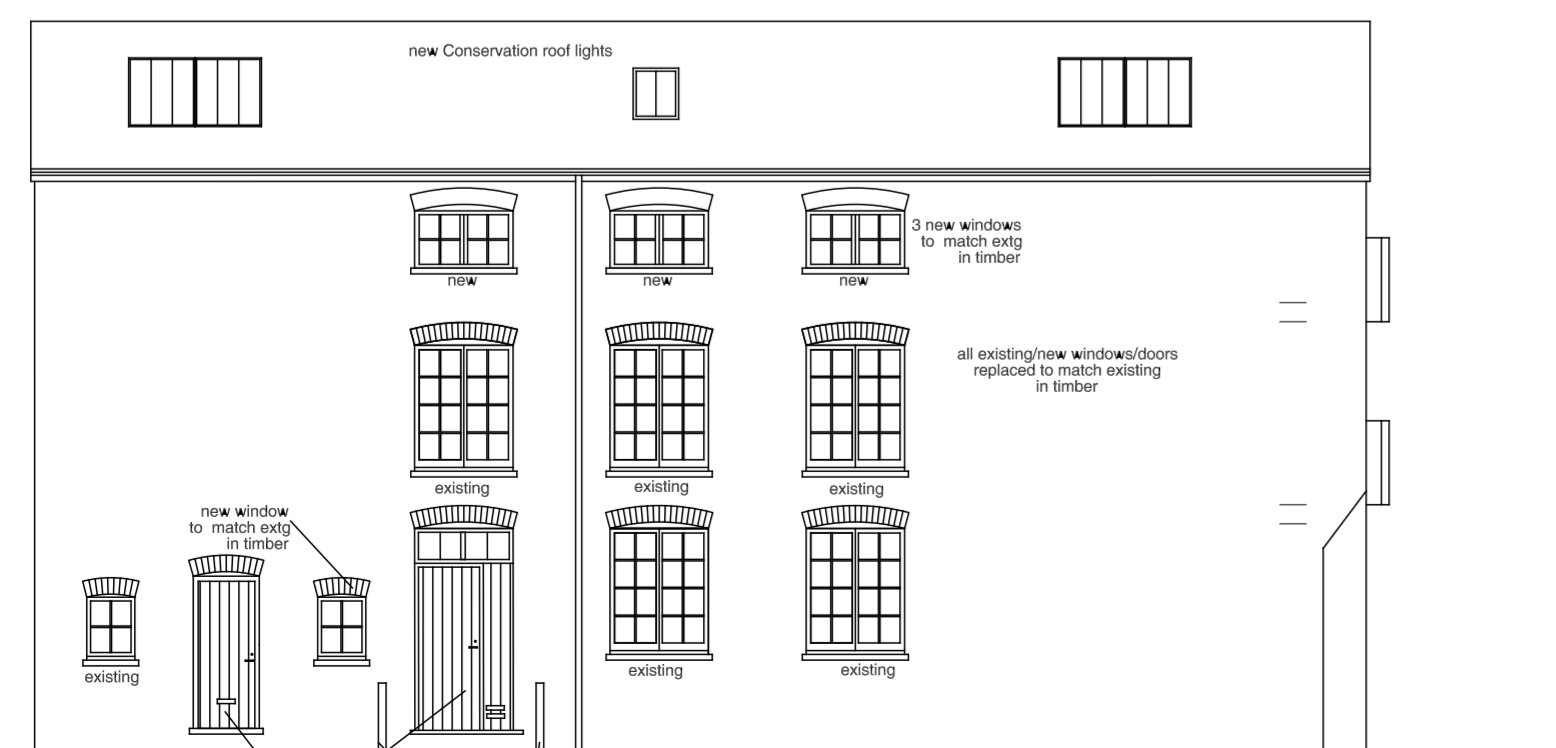 new Conservation roof lights
3 new windows
to match extg
in timber
new
new
new
all existing/new windows/doors
replaced to match existing
in timber
existing
existing
existing
new window
to match extg
in timber
existing
existing
existing